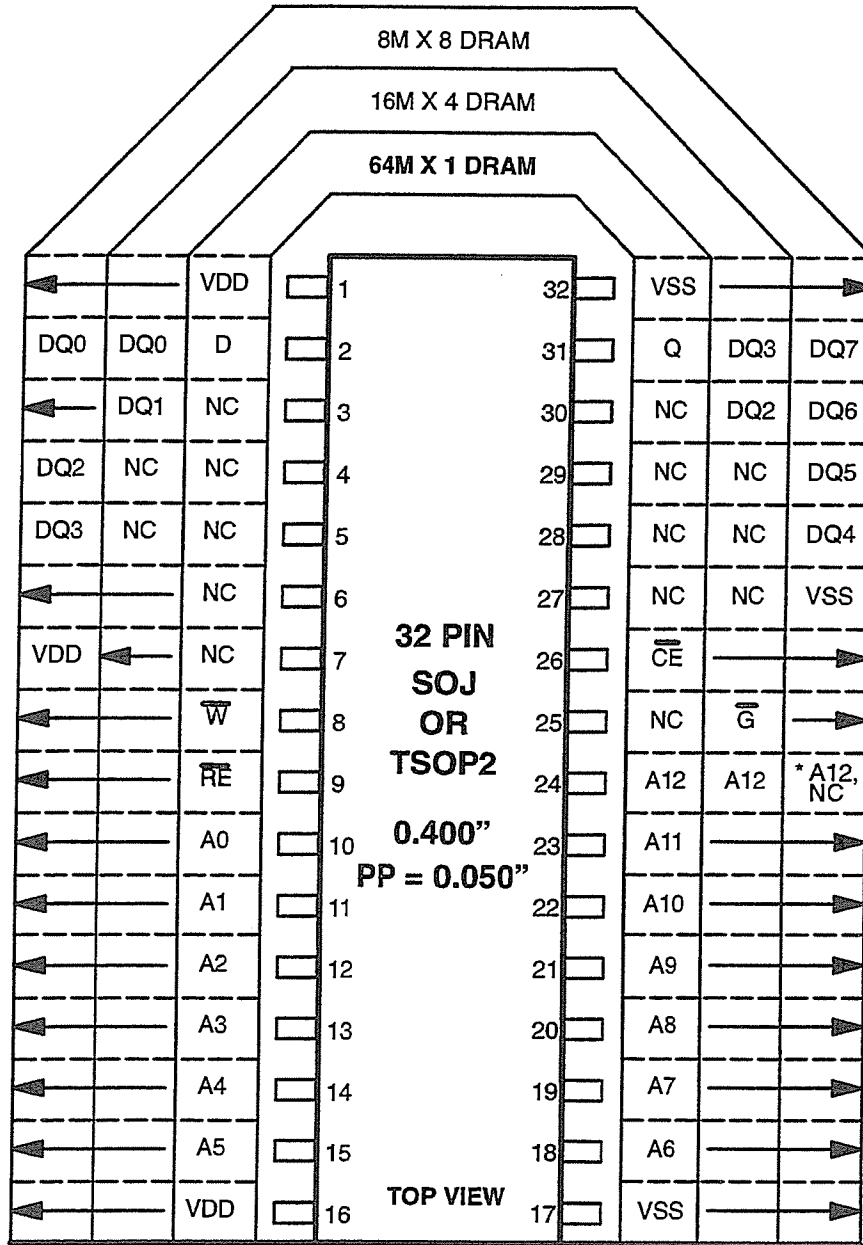 8M X 8 DRAM
16M X 4 DRAM
64M X 1 DRAM
VDD 1 32 VSS
DQ0 DQ0 D 2 31 Q DQ3 DQ7
DQ1 NC 3 30 NC DQ2 DQ6
DQ2 NC NC 4 29 NC NC DQ5
DQ3 NC NC 5 28 NC NC DQ4
NC 6 27 NC NC VSS
VDD NC 7 26 C̅E̅
W̅ 8 25 NC G̅
R̅E̅ 9 24 A12 A12 * A12,
NC
A0 10 23 A11
A1 11 22 A10
A2 12 21 A9
A3 13 20 A8
A4 14 19 A7
A5 15 18 A6
VDD 16 17 VSS
32 PIN
SOJ
OR
TSOP2
0.400”
PP = 0.050”
TOP VIEW